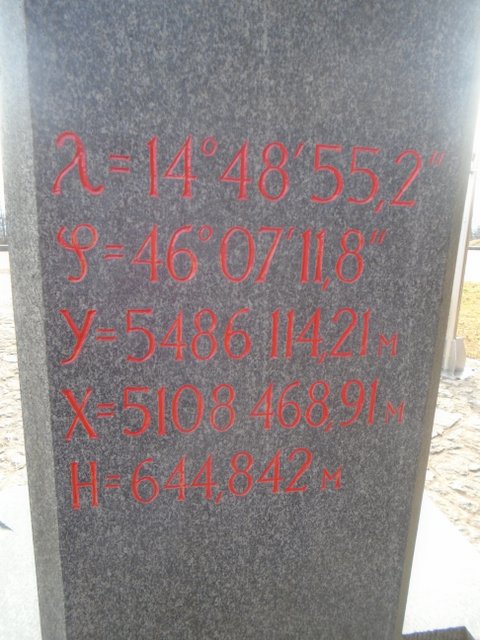 λ=14°48'55,2"
φ=46°07'11,8"
y=5486 114,21 м
x=5108 468,91 м
H=644,842 м